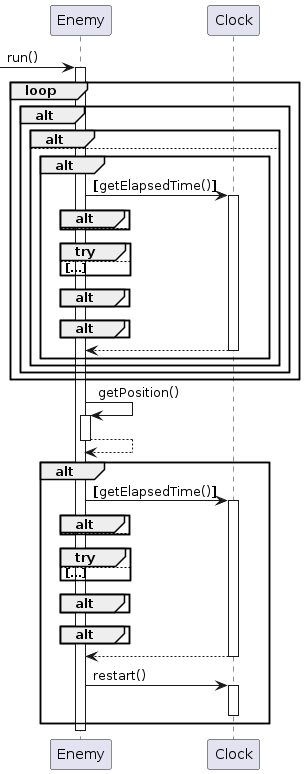 Enemy Clock
run()
loop
alt
alt
alt
[getElapsedTime()]
alt
try
[...]
alt
alt
getPosition()
alt
[getElapsedTime()]
alt
try
[...]
alt
alt
restart()
Enemy Clock